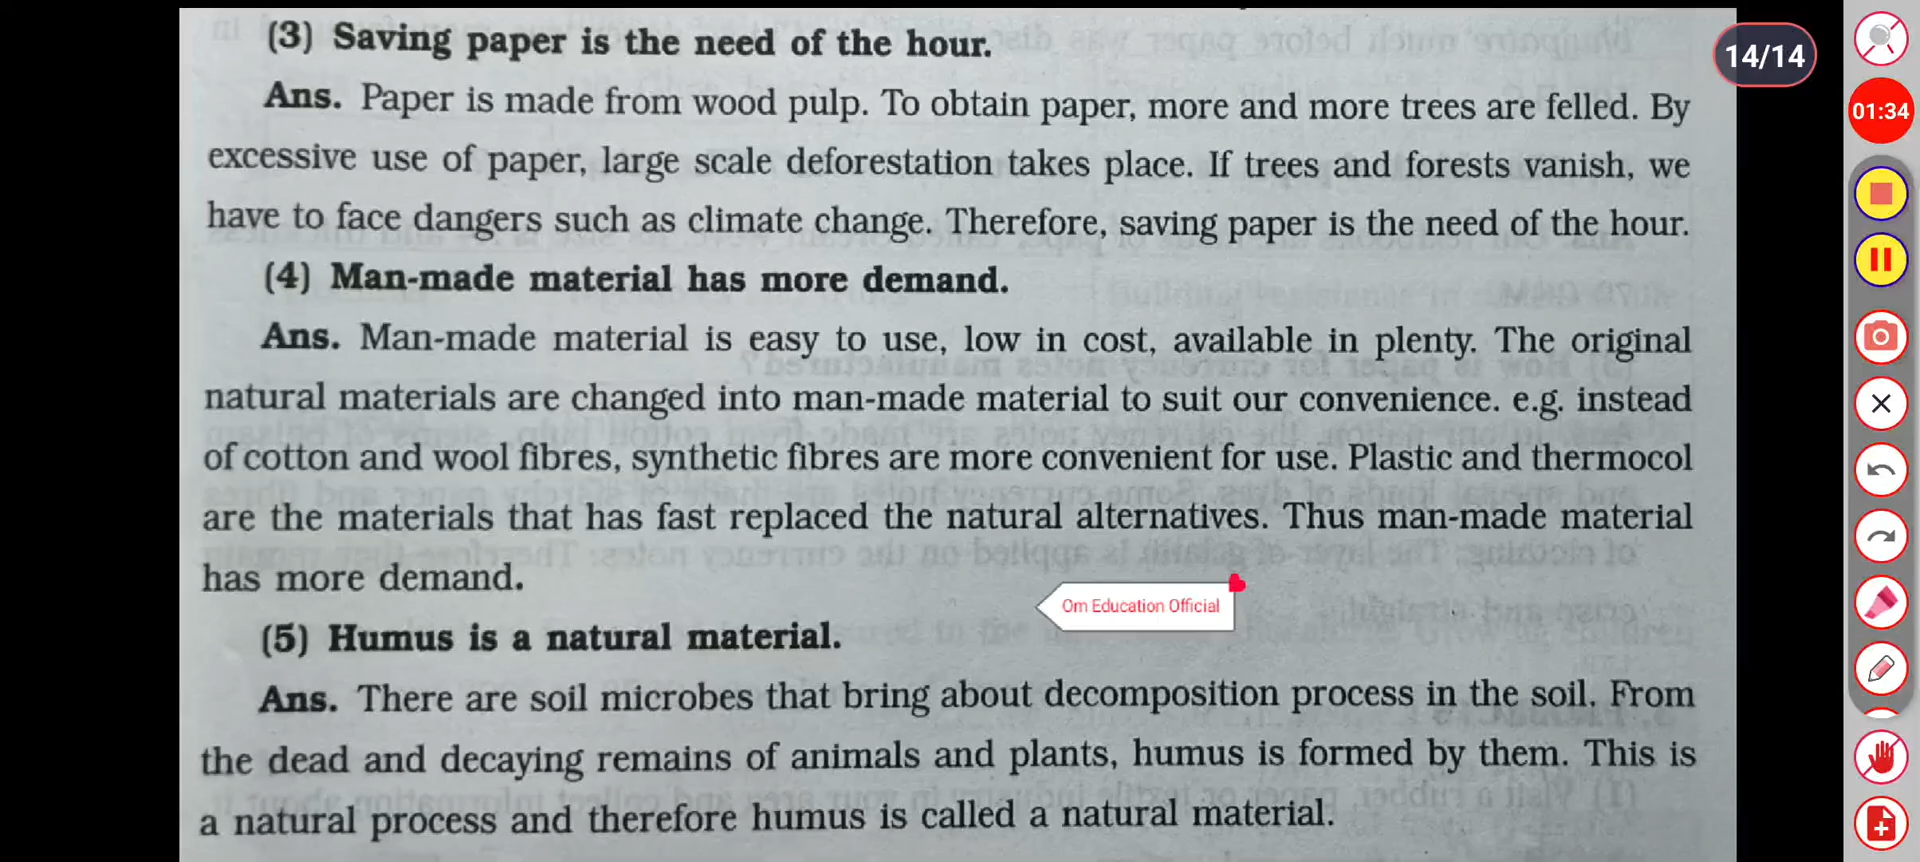 (3) Saving paper is the need of the hour.
14/14
01:34
Ans. Paper is made from wood pulp. To obtain paper, more and more trees are felled. By
excessive use of paper, large scale deforestation takes place. If trees and forests vanish, we
have to face dangers such as climate change. Therefore, saving paper is the need of the hour.
(4) Man-made material has more demand.
Ans. Man-made material is easy to use, low in cost, available in plenty. The original
natural materials are changed into man-made material to suit our convenience. e.g. instead
of cotton and wool fibres, synthetic fibres are more convenient for use. Plastic and thermocol
are the materials that has fast replaced the natural alternatives. Thus man-made material
has more demand.
Om Education Official
(5) Humus is a natural material.
Ans. There are soil microbes that bring about decomposition process in the soil. From
the dead and decaying remains of animals and plants, humus is formed by them. This is
a natural process and therefore humus is called a natural material.